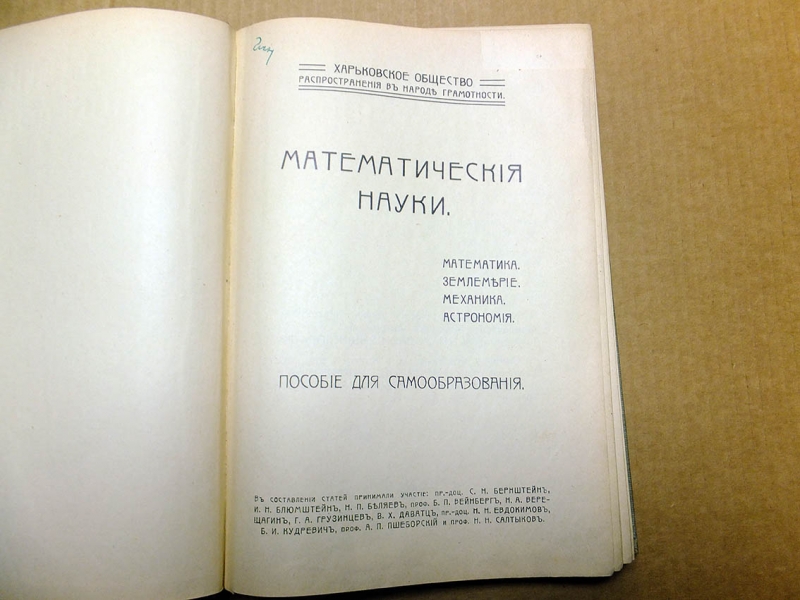 ХАРЬКОВСКОЕ ОБЩЕСТВО
РАСПРОСТРАНЕНІЯ ВЪ НАРОДѢ ГРАМОТНОСТИ.
МАТЕМАТИЧЕСКІЯ
НАУКИ.
МАТЕМАТИКА.
ЗЕМЛЕМѢРІЕ.
МЕХАНИКА.
АСТРОНОМІЯ.
ПОСОБІЕ ДЛЯ САМООБРАЗОВАНІЯ.
ВЪ СОСТАВЛЕНІИ СТАТЕЙ ПРИНИМАЛИ УЧАСТІЕ: ПР.-ДОЦ. С. Н. БЕРНШТЕЙНЪ,
И. Н. БЛЮМШТЕЙНЪ, Н. П. БѢЛЯЕВЪ, ПРОФ. Б. П. ВЕЙНБЕРГЪ, Н. А. ВЕРЕ-
ЩАГИНЪ, Г. А. ГРУЗИНЦЕВЪ, В. Х. ДАВАТЦЪ, ПР.-ДОЦ. Н. Н. ЕВДОКИМОВЪ,
Б. И. КУДРЕВИЧЪ, ПРОФ. А. П. ПШЕБОРСКІЙ И ПРОФ. Н. Н. САЛТЫКОВЪ.